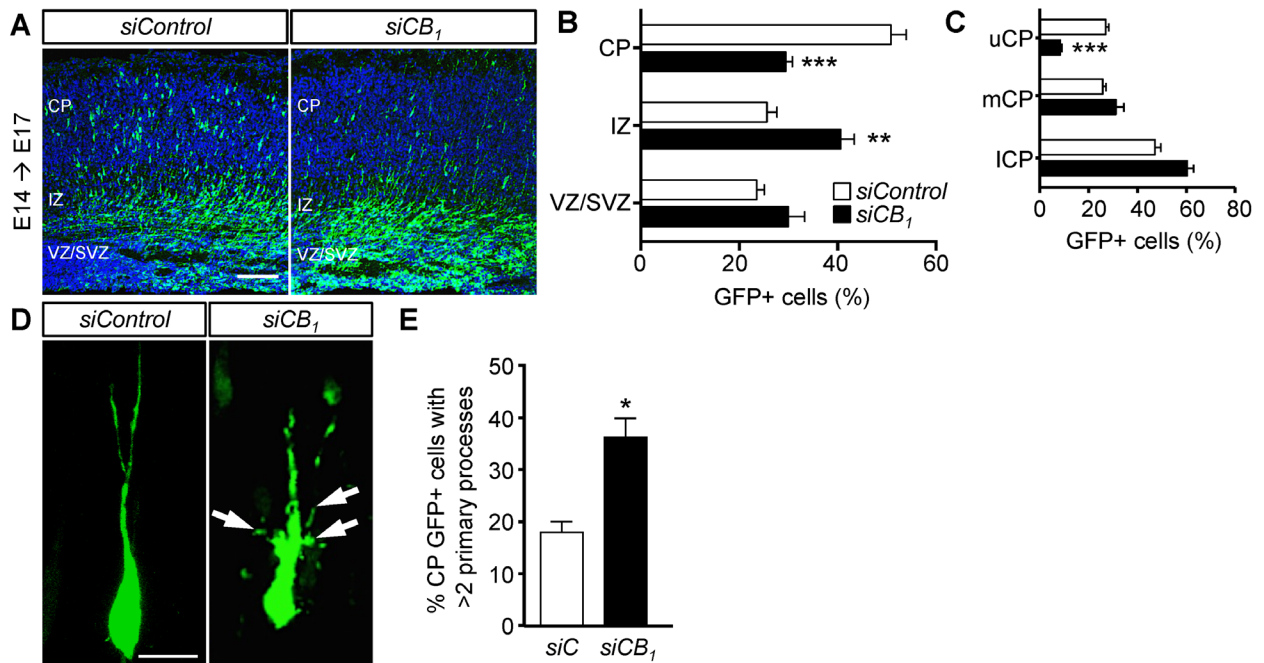 A
siControl
siCB₁
E14 → E17
CP
IZ
VZ/SVZ
CP
IZ
VZ/SVZ
B
CP
IZ
VZ/SVZ
***
**
siControl
siCB₁
0 20 40 60
GFP+ cells (%)
C
uCP
mCP
lCP
***
0 20 40 60 80
GFP+ cells (%)
D
siControl
siCB₁
E
% CP GFP+ cells with
>2 primary processes
50
40
30
20
10
0
*
siC
siCB₁